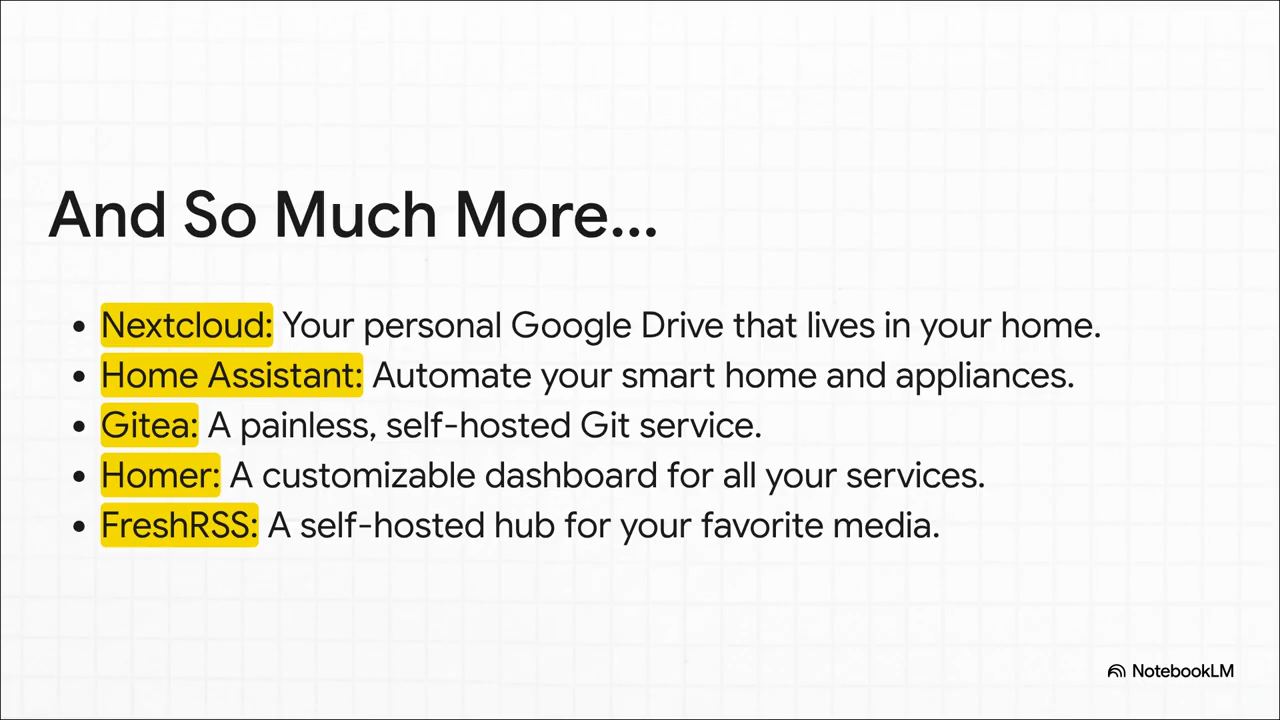 And So Much More...
• Nextcloud: Your personal Google Drive that lives in your home.
• Home Assistant: Automate your smart home and appliances.
• Gitea: A painless, self-hosted Git service.
• Homer: A customizable dashboard for all your services.
• FreshRSS: A self-hosted hub for your favorite media.
NotebookLM